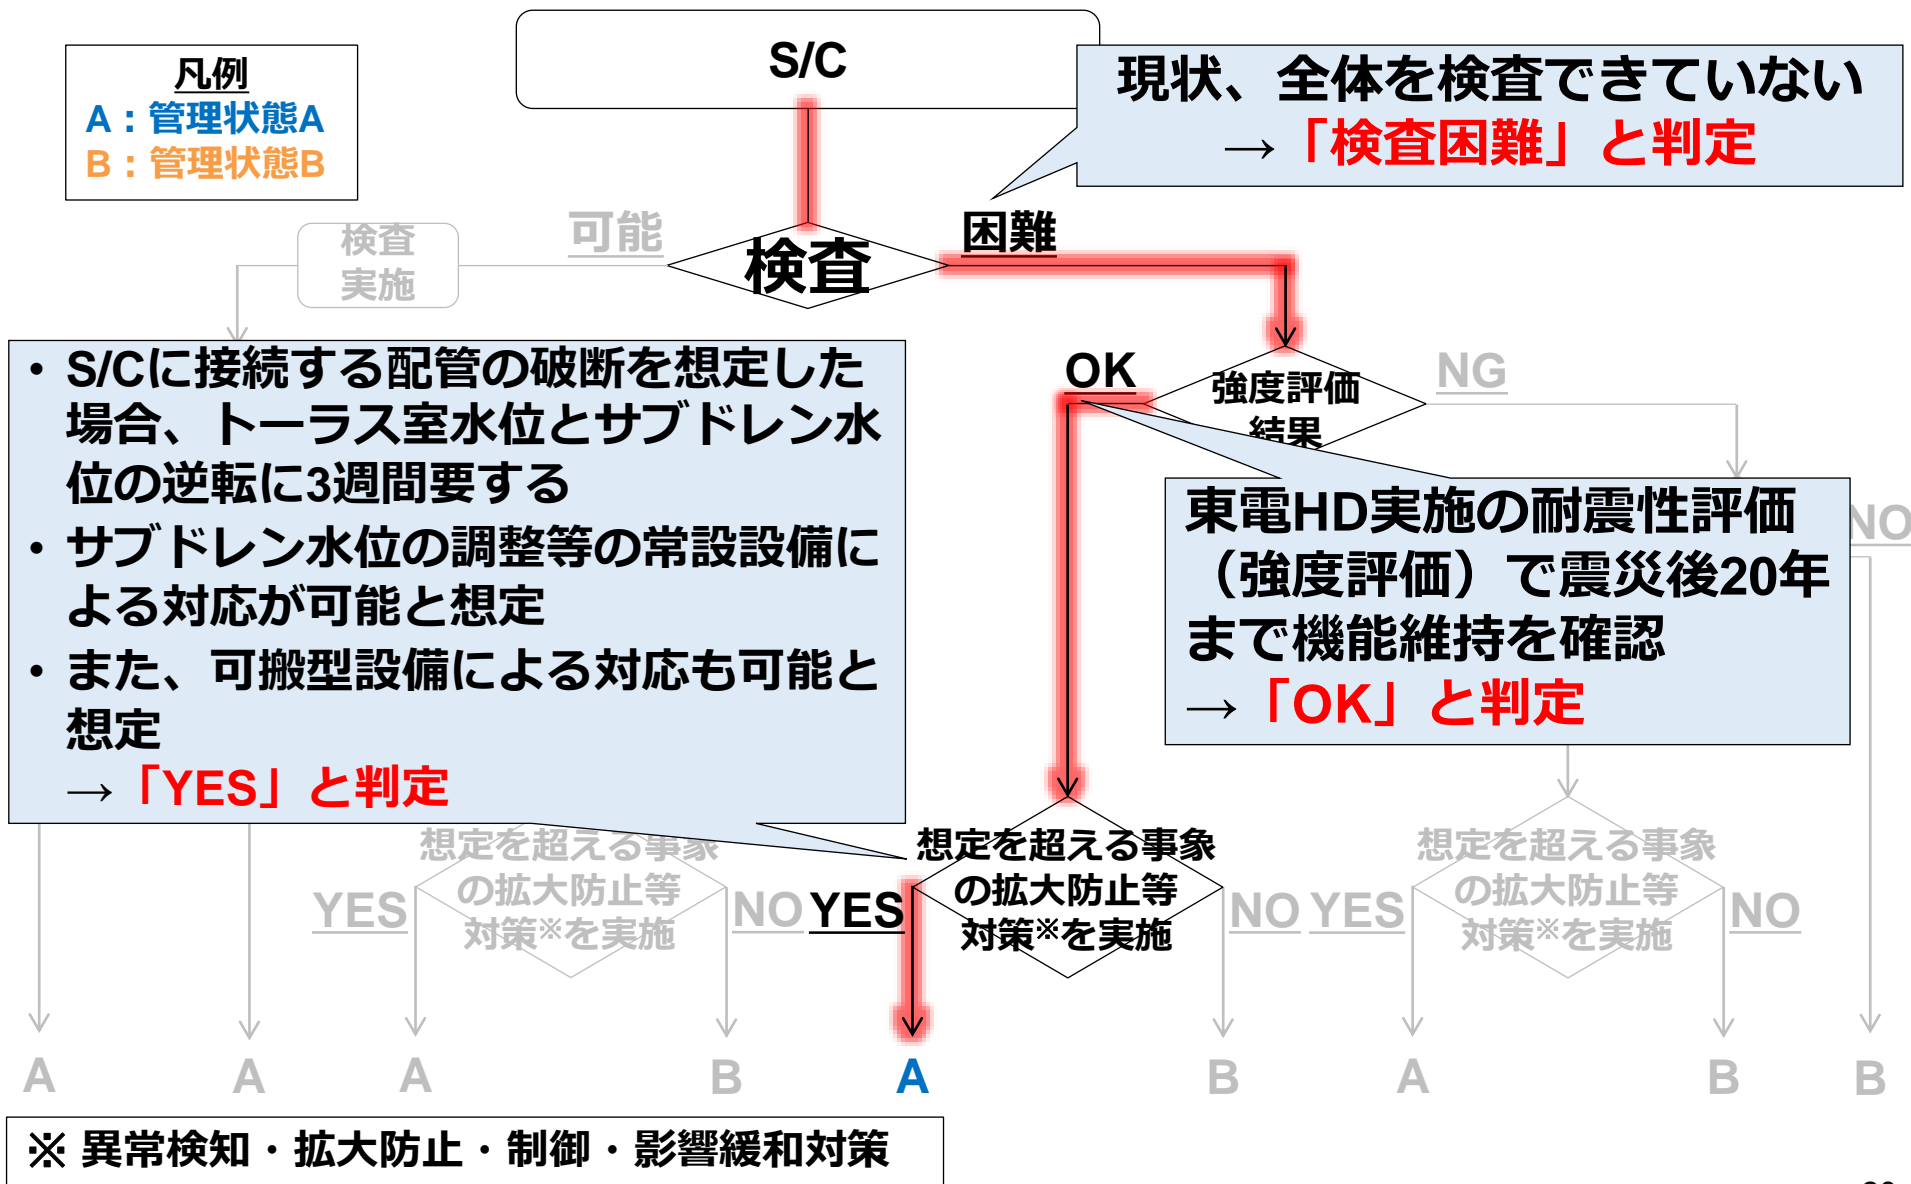 S/C
凡例
A：管理状態A
B：管理状態B
現状、全体を検査できていない
→「検査困難」と判定
検査
実施
可能
検査
困難
・S/Cに接続する配管の破断を想定した
場合、トーラス室水位とサブドレン水
位の逆転に3週間要する
・サブドレン水位の調整等の常設設備に
よる対応が可能と想定
・また、可搬型設備による対応も可能と
想定
→「YES」と判定
OK
強度評価
結果
NG
東電HD実施の耐震性評価
（強度評価）で震災後20年
まで機能維持を確認
→「OK」と判定
NO
YES
想定を超える事象
の拡大防止等
対策※を実施
NO
YES
想定を超える事象
の拡大防止等
対策※を実施
NO
YES
想定を超える事象
の拡大防止等
対策※を実施
NO
A
A
A
B
A
B
A
B
B
※ 異常検知・拡大防止・制御・影響緩和対策